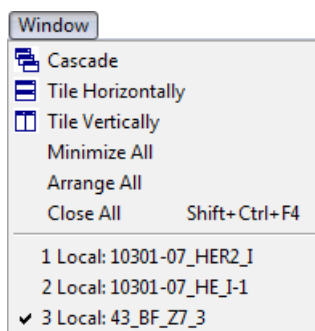 Window
Cascade
Tile Horizontally
Tile Vertically
Minimize All
Arrange All
Close All Shift+Ctrl+F4
1 Local: 10301-07_HER2_I
2 Local: 10301-07_HE_I-1
3 Local: 43_BF_Z7_3